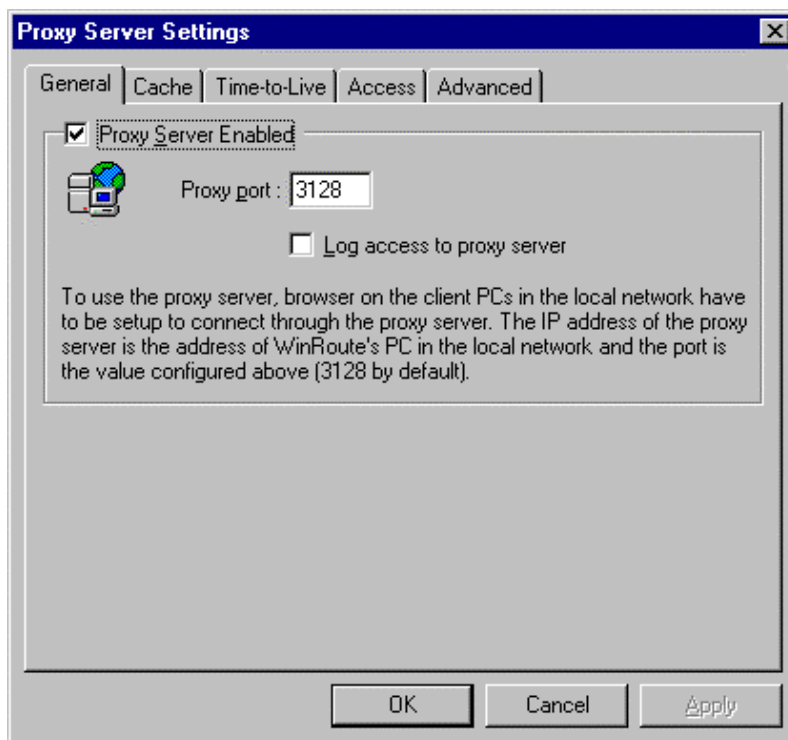 Proxy Server Settings
General Cache Time-to-Live Access Advanced
Proxy Server Enabled
Proxy port : 3128
Log access to proxy server
To use the proxy server, browser on the client PCs in the local network have
to be setup to connect through the proxy server. The IP address of the proxy
server is the address of WinRoute's PC in the local network and the port is
the value configured above (3128 by default).
OK Cancel Apply